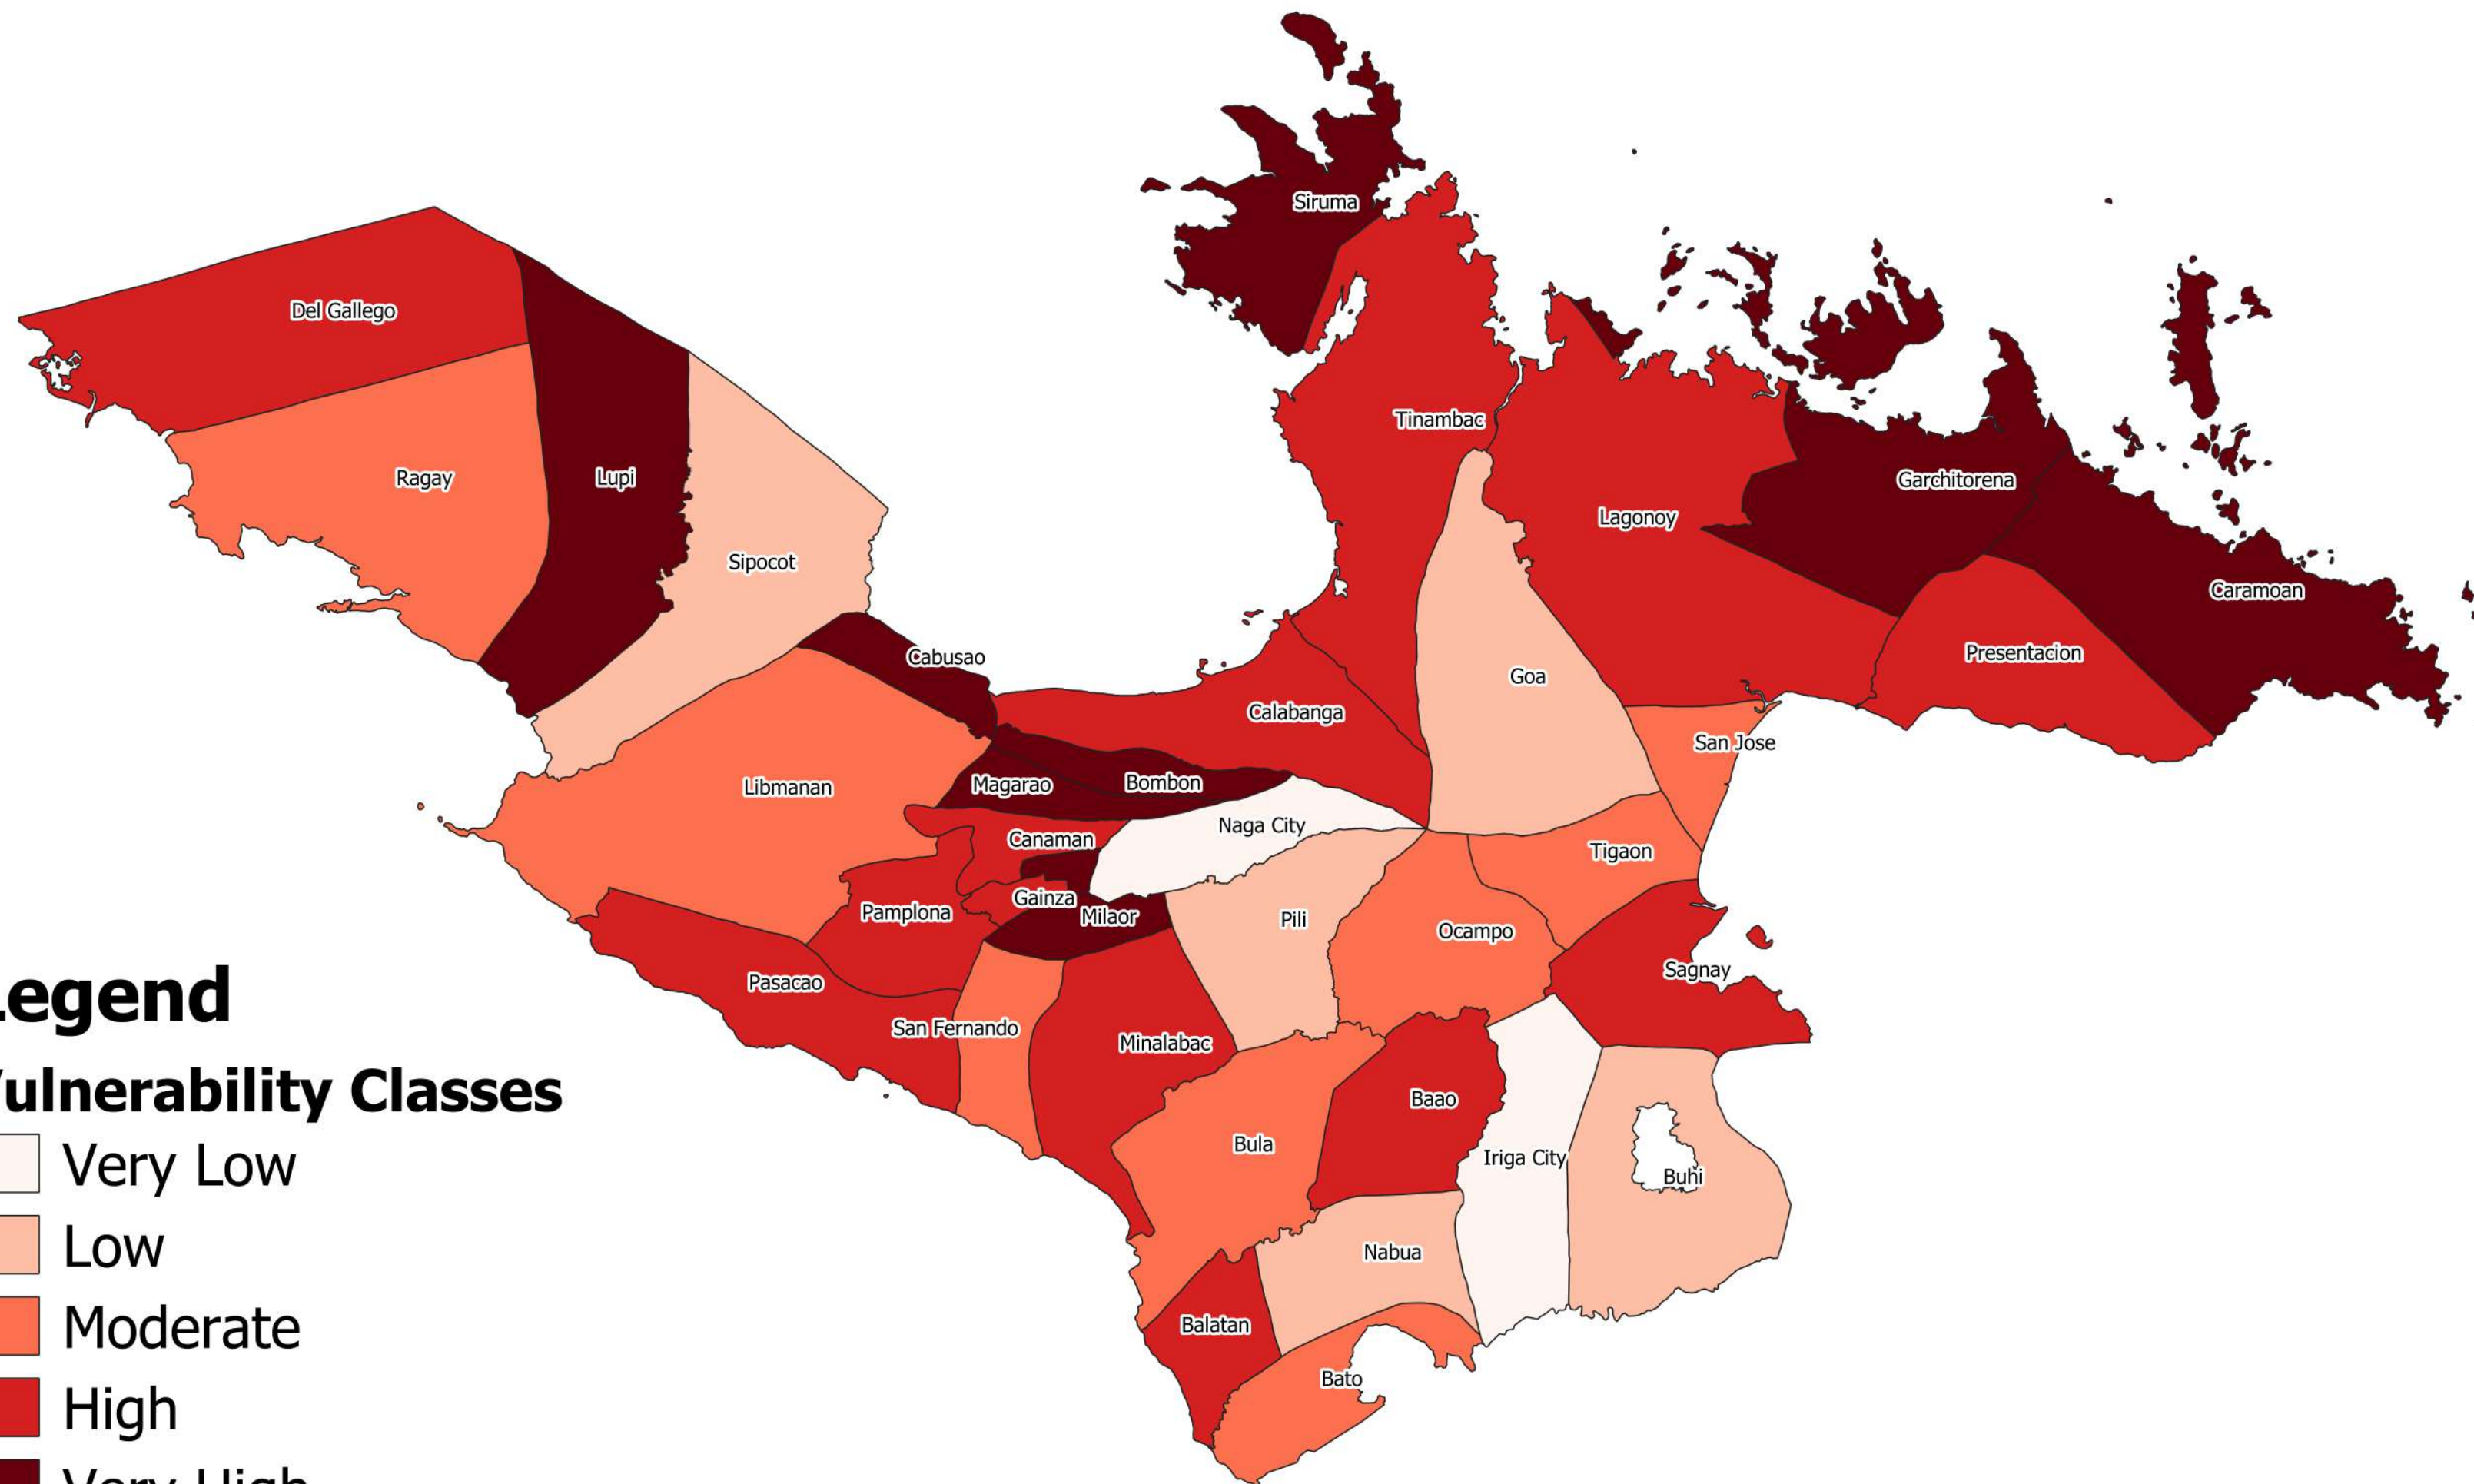 Siruma
Del Gallego
Tinambac
Ragay
Lupi
Garchitorena
Lagonoy
Sipocot
Caramoan
Cabusao
Presentacion
Goa
Calabanga
San Jose
Libmanan
Magarao
Bombon
Naga City
Canaman
Tigaon
Gainza
Pamplona
Milaor
Pili
Ocampo
Sagnay
Pasacao
San Fernando
Minalabac
Baao
Bula
Iriga City
Buhi
Nabua
Balatan
Bato
Legend
Vulnerability Classes
Very Low
Low
Moderate
High
Very High